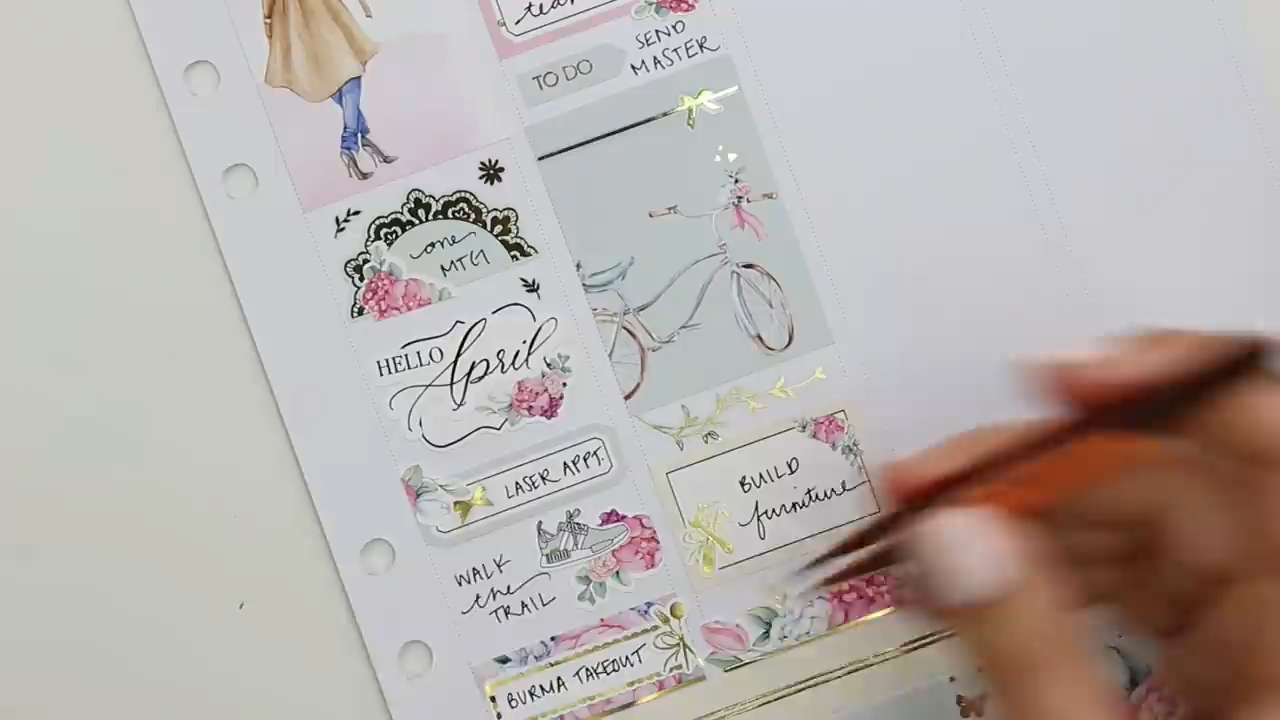 one
MTG
HELLO April
LASER APPT.
WALK
the
TRAIL
BURMA TAKEOUT
TO DO
SEND
MASTER
BUILD
furniture